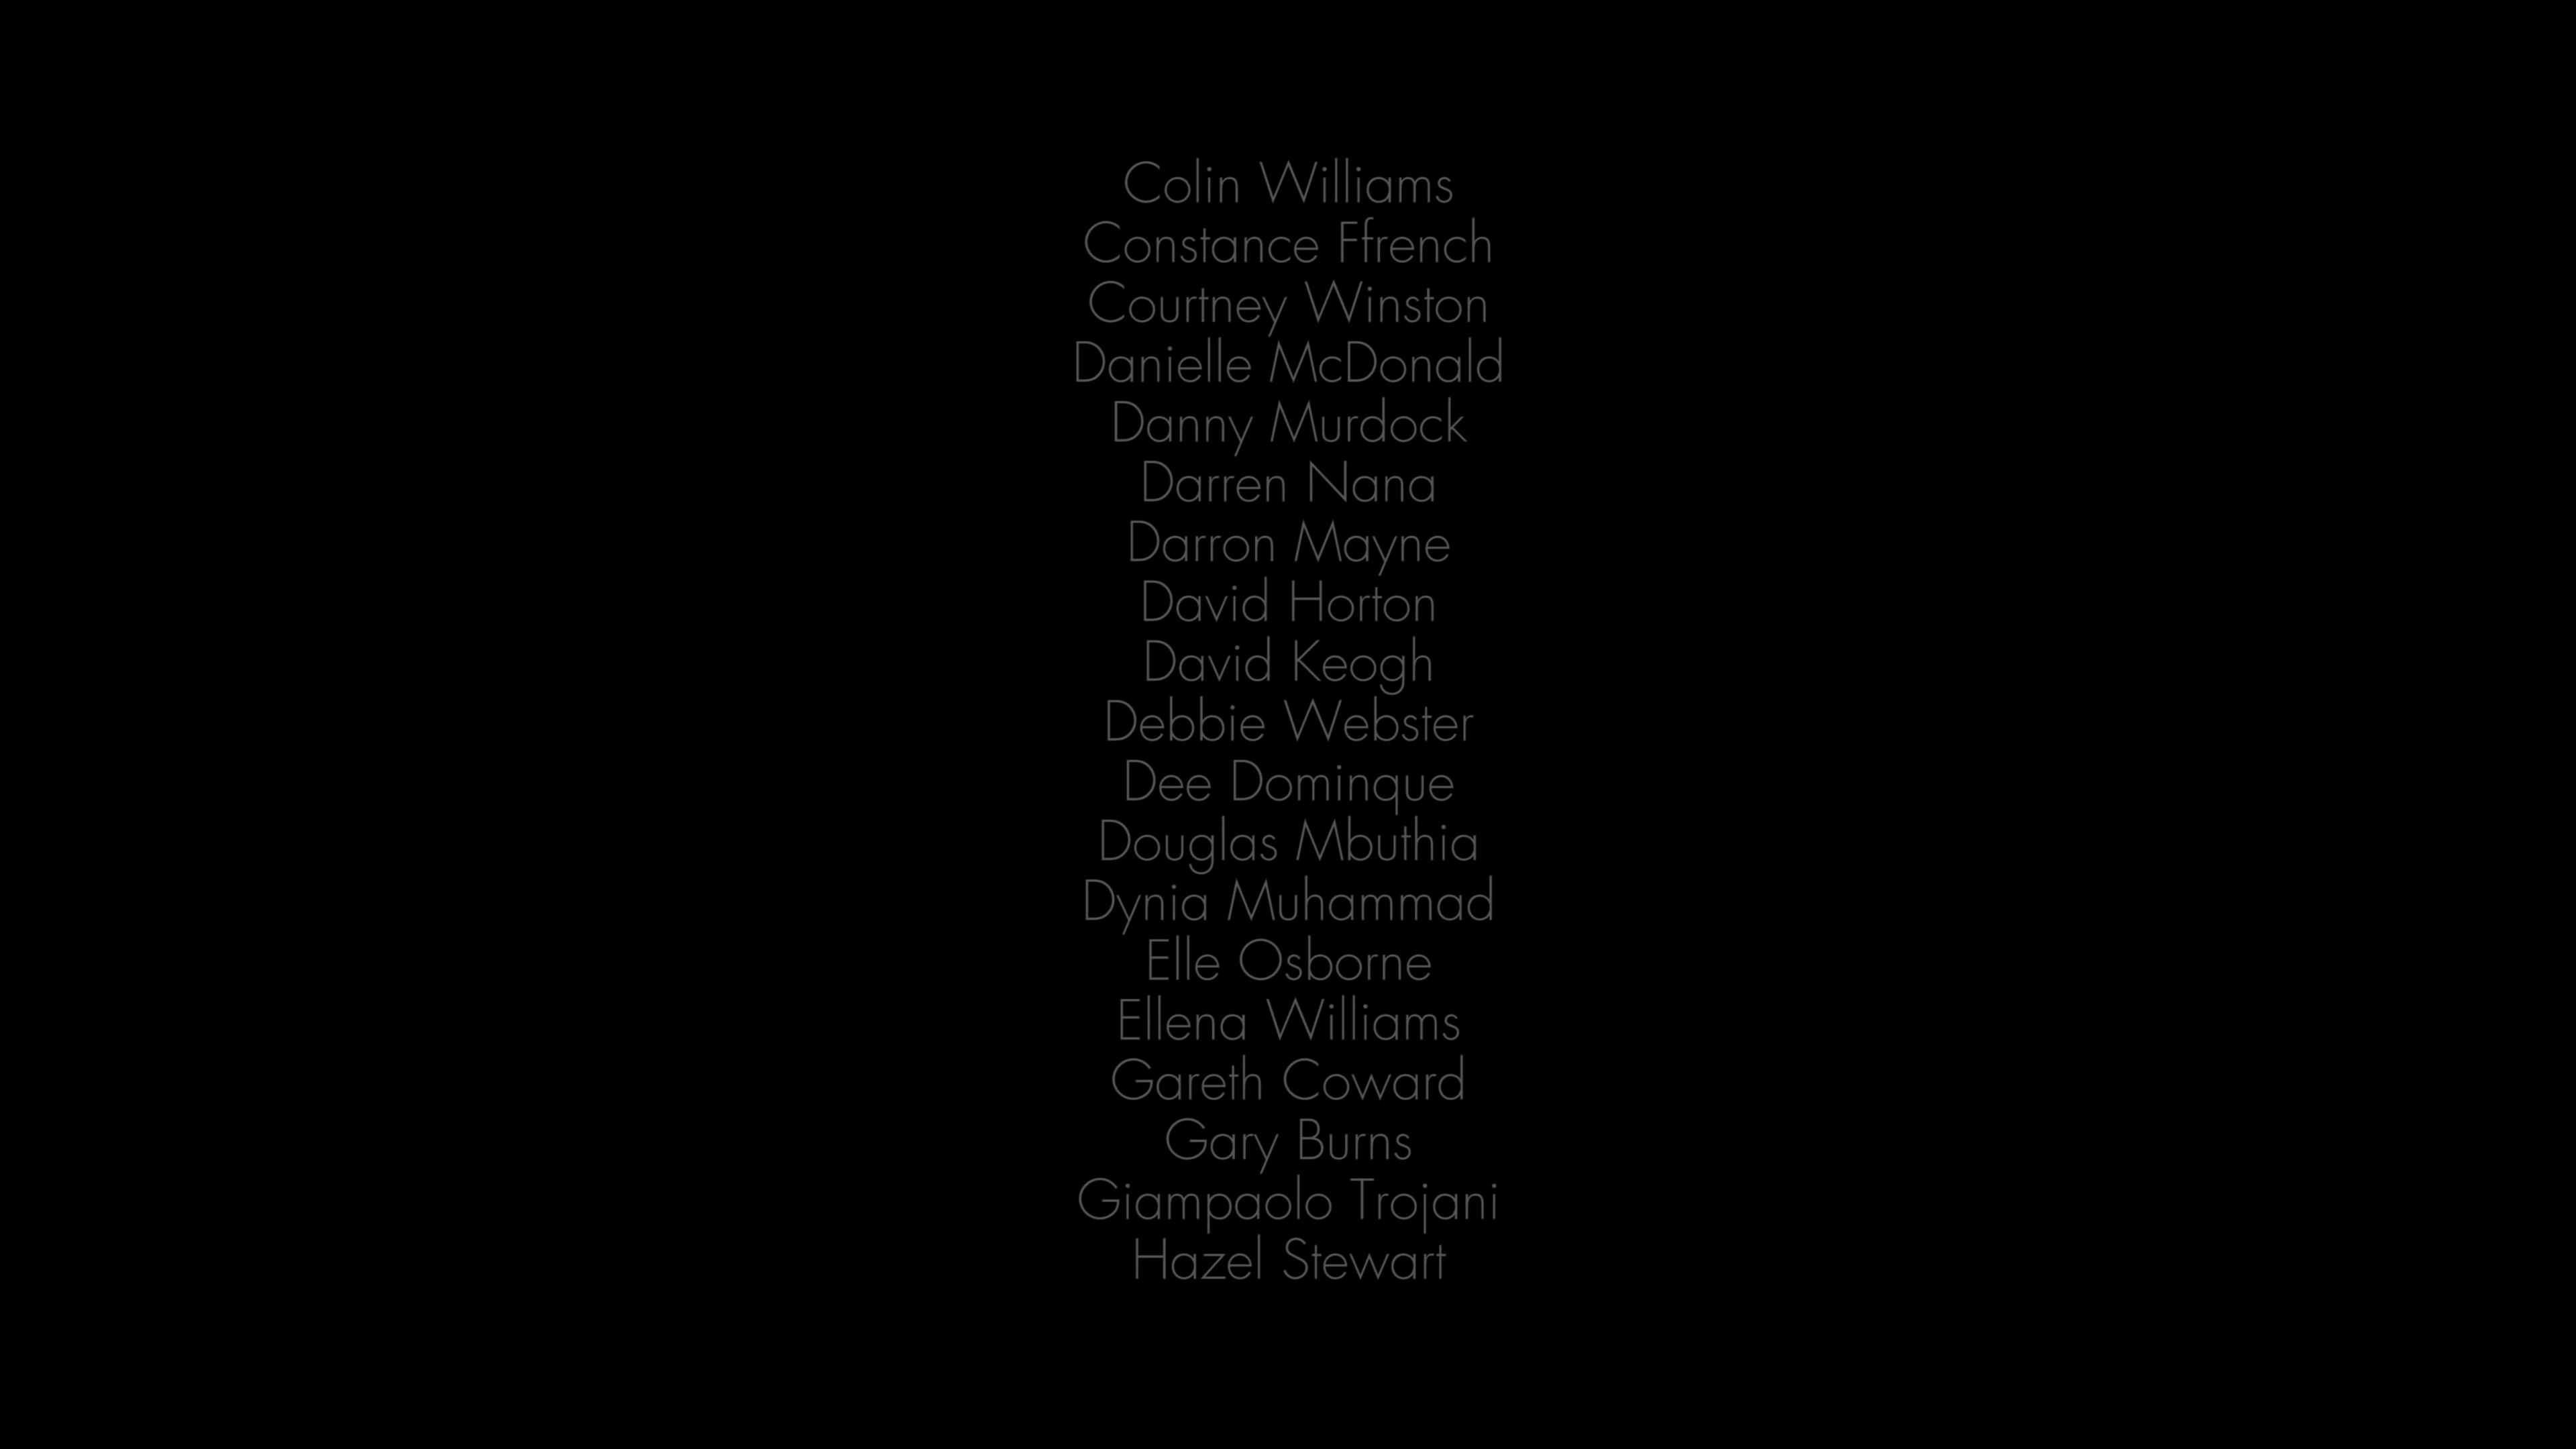 Colin Williams
Constance Ffrench
Courtney Winston
Danielle McDonald
Danny Murdock
Darren Nana
Darron Mayne
David Horton
David Keogh
Debbie Webster
Dee Dominque
Douglas Mbuthia
Dynia Muhammad
Elle Osborne
Ellena Williams
Gareth Coward
Gary Burns
Giampaolo Trojani
Hazel Stewart